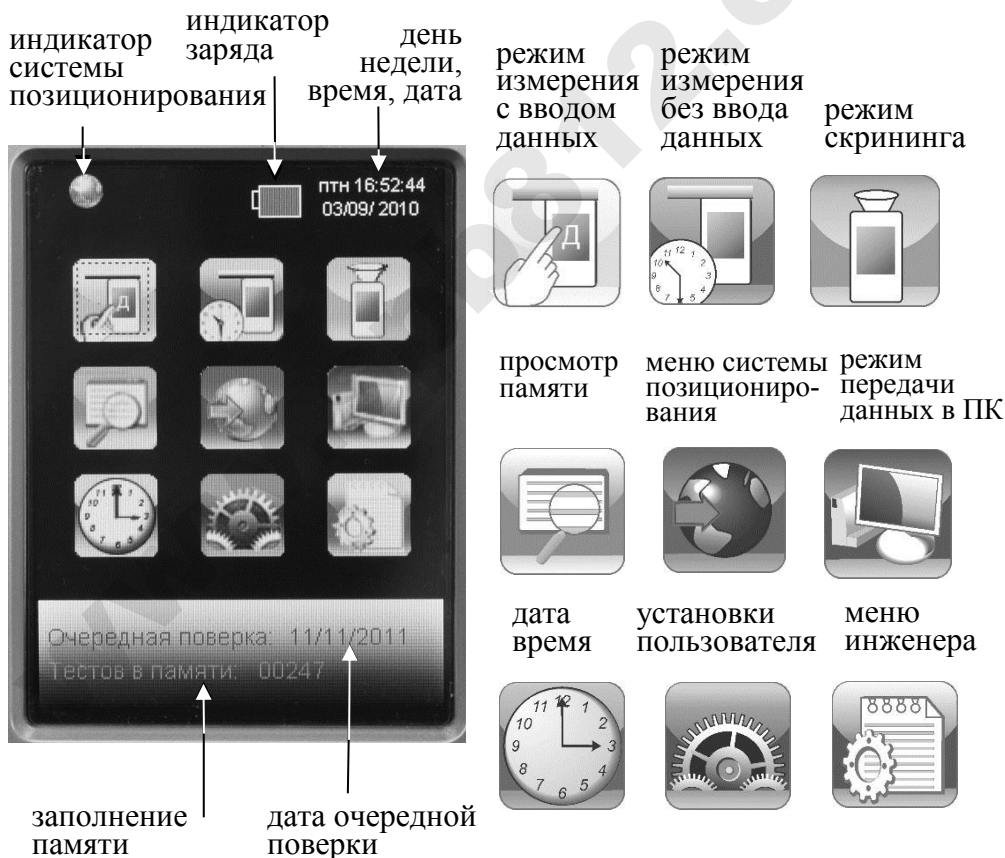 индикатор
системы
позиционирования
индикатор
заряда
день
недели,
время, дата
режим
измерения
с вводом
данных
режим
измерения
без ввода
данных
режим
скрининга
птн 16:52:44
03/09/ 2010
Д
Д
просмотр
памяти
меню системы
позициониро-
вания
режим
передачи
данных в ПК
дата
время
установки
пользователя
меню
инженера
Очередная поверка: 11/11/2011
Тестов в памяти: 00247
заполнение
памяти
дата очередной
поверки